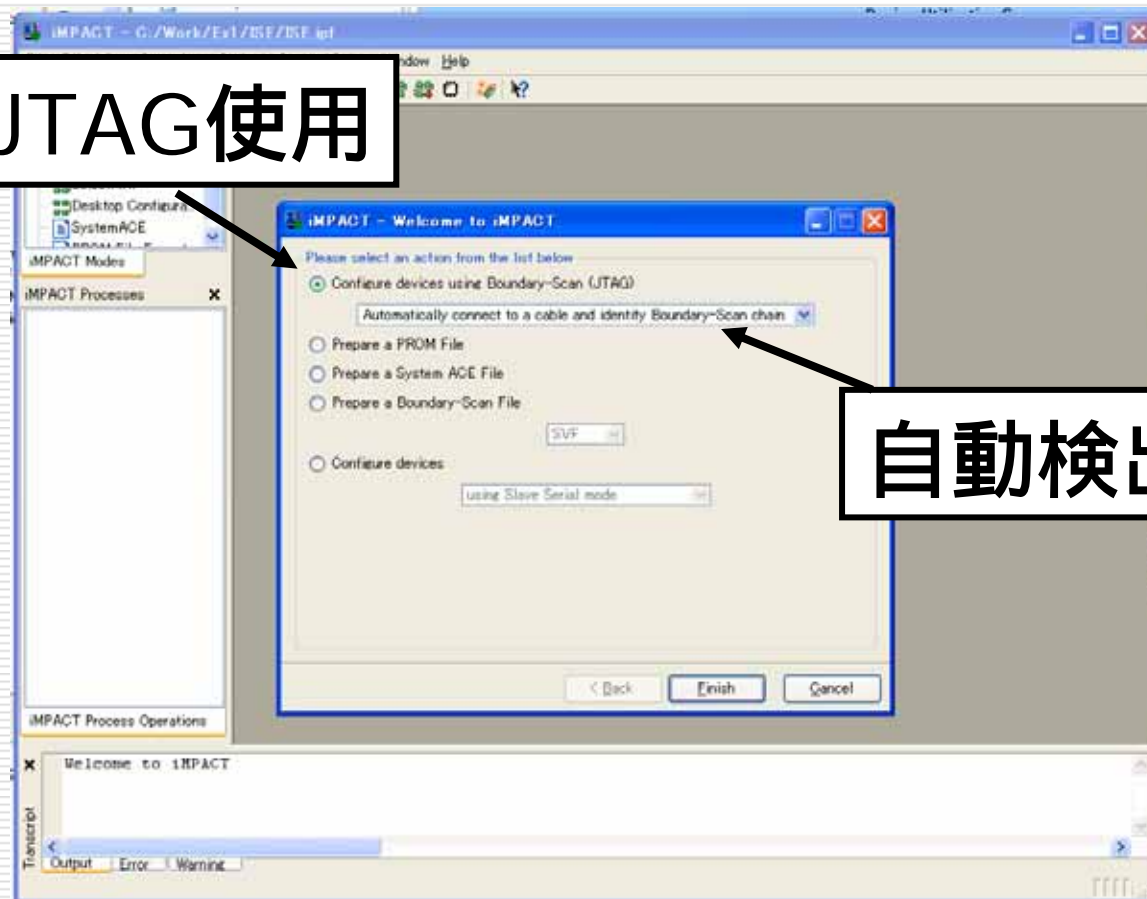 iMPACT - C:/Work/Ex1/ISE/ISE.ipf
Window Help
JTAG使用
Desktop Configura
SystemACE
iMPACT Modes
iMPACT Processes
iMPACT - Welcome to iMPACT
Please select an action from the list below
Configure devices using Boundary-Scan (JTAG)
Automatically connect to a cable and identify Boundary-Scan chain
Prepare a PROM File
Prepare a System ACE File
Prepare a Boundary-Scan File
SVF
Configure devices
using Slave Serial mode
自動検出
< Back Finish Cancel
iMPACT Process Operations
Welcome to iMPACT
Transcript
Output Error Warning